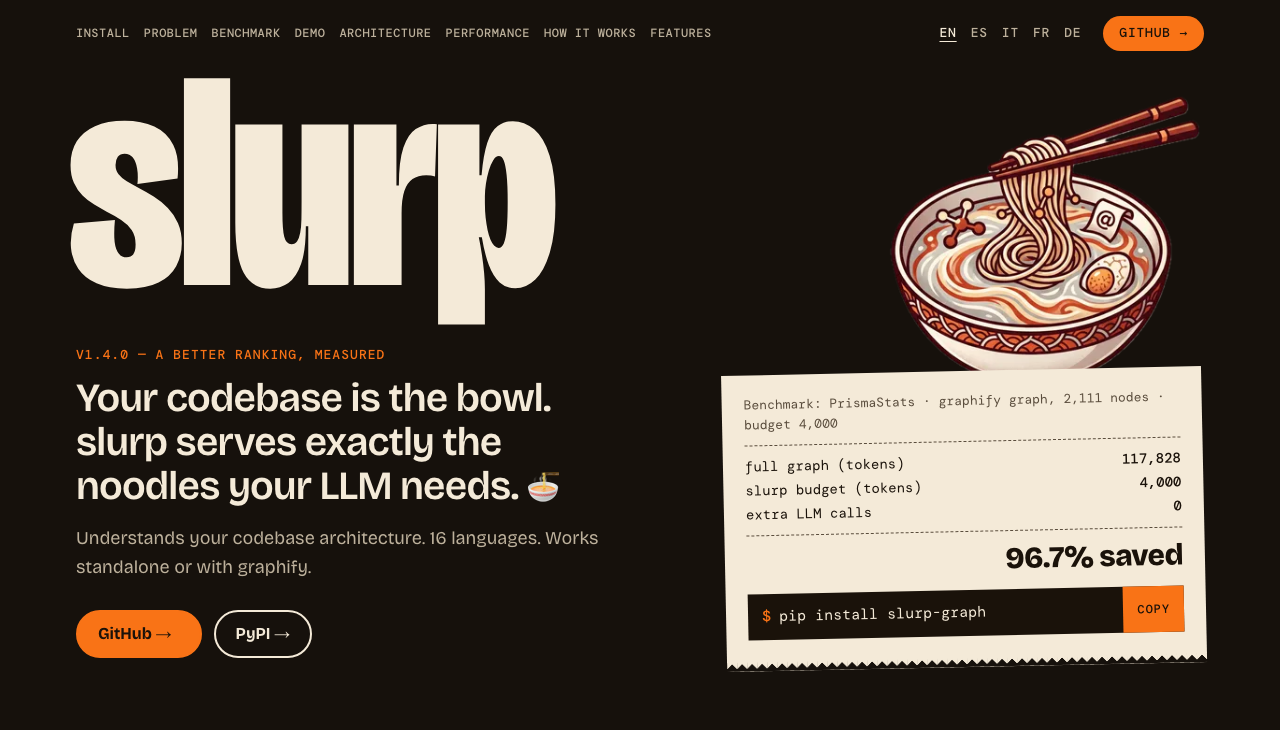 INSTALL PROBLEM BENCHMARK DEMO ARCHITECTURE PERFORMANCE HOW IT WORKS FEATURES
EN ES IT FR DE GITHUB →
slurp
@
V1.4.0 — A BETTER RANKING, MEASURED
Your codebase is the bowl.
slurp serves exactly the
noodles your LLM needs. 🍜
Understands your codebase architecture. 16 languages. Works
standalone or with graphify.
GitHub → PyPI →
Benchmark: PrismaStats · graphify graph, 2,111 nodes ·
budget 4,000
full graph (tokens) 117,828
slurp budget (tokens) 4,000
extra LLM calls 0
96.7% saved
$ pip install slurp-graph COPY